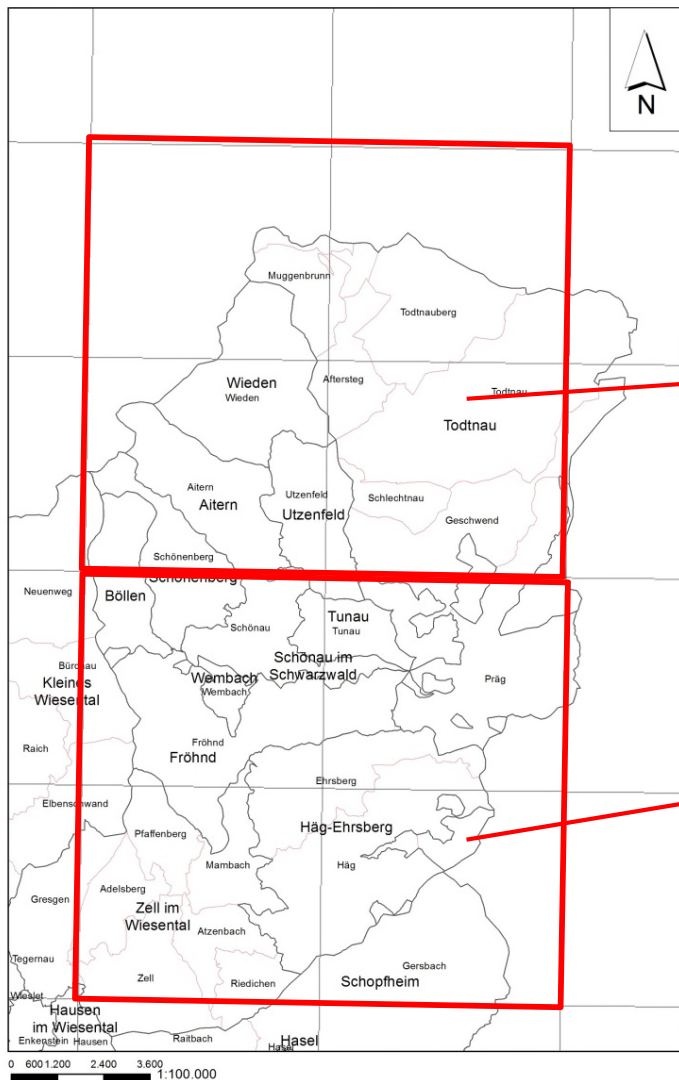 N
Muggenbrunn
Todtnauberg
Wieden
Wieden
Aftersteg
Todtnau
Todtnau
Aitern
Aitern
Utzenfeld
Utzenfeld
Schlechtnau
Geschwend
Schönenberg
Schönenberg
Neuenweg
Böllen
Schönau
Tunau
Tunau
Schönau im
Schwarzwald
Bürchau
Kleines
Wiesental
Wembach
Wembach
Präg
Raich
Fröhnd
Fröhnd
Ehrsberg
Elbenschwand
Häg-Ehrsberg
Pfaffenberg
Mambach
Häg
Gresgen
Adelsberg
Zell im
Wiesental
Atzenbach
Tegernau
Zell
Riedichen
Gersbach
Schopfheim
Wieslet
Hausen
im Wiesental
Enkenstein
Hausen
Raitbach
Hasel
Hasel
0 600 1.200 2.400 3.600
1:100.000